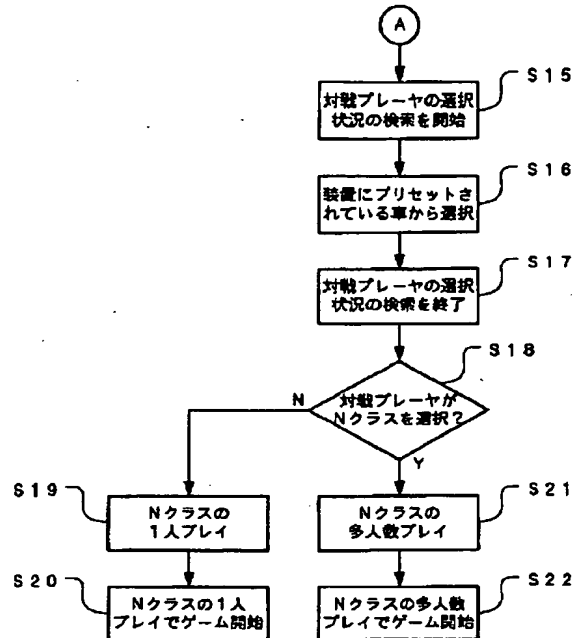 A
S15
対戦プレーヤの選択
状況の検索を開始
S16
装置にプリセットさ
れている車から選択
S17
対戦プレーヤの選択
状況の検索を終了
S18
対戦プレーヤが
Nクラスを選択?
N
Y
S19
Nクラスの
1人プレイ
S21
Nクラスの
多人数プレイ
S20
Nクラスの1人
プレイでゲーム開始
S22
Nクラスの多人数
プレイでゲーム開始